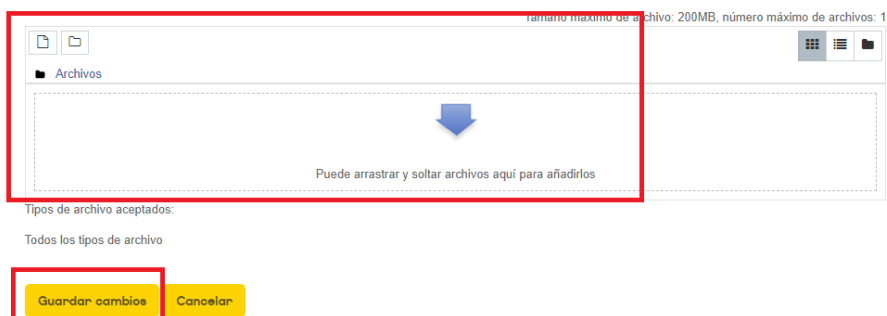 Tamaño máximo de archivo: 200MB, número máximo de archivos: 1
Archivos
Puede arrastrar y soltar archivos aquí para añadirlos
Tipos de archivo aceptados:
Todos los tipos de archivo
Guardar cambios Cancelar